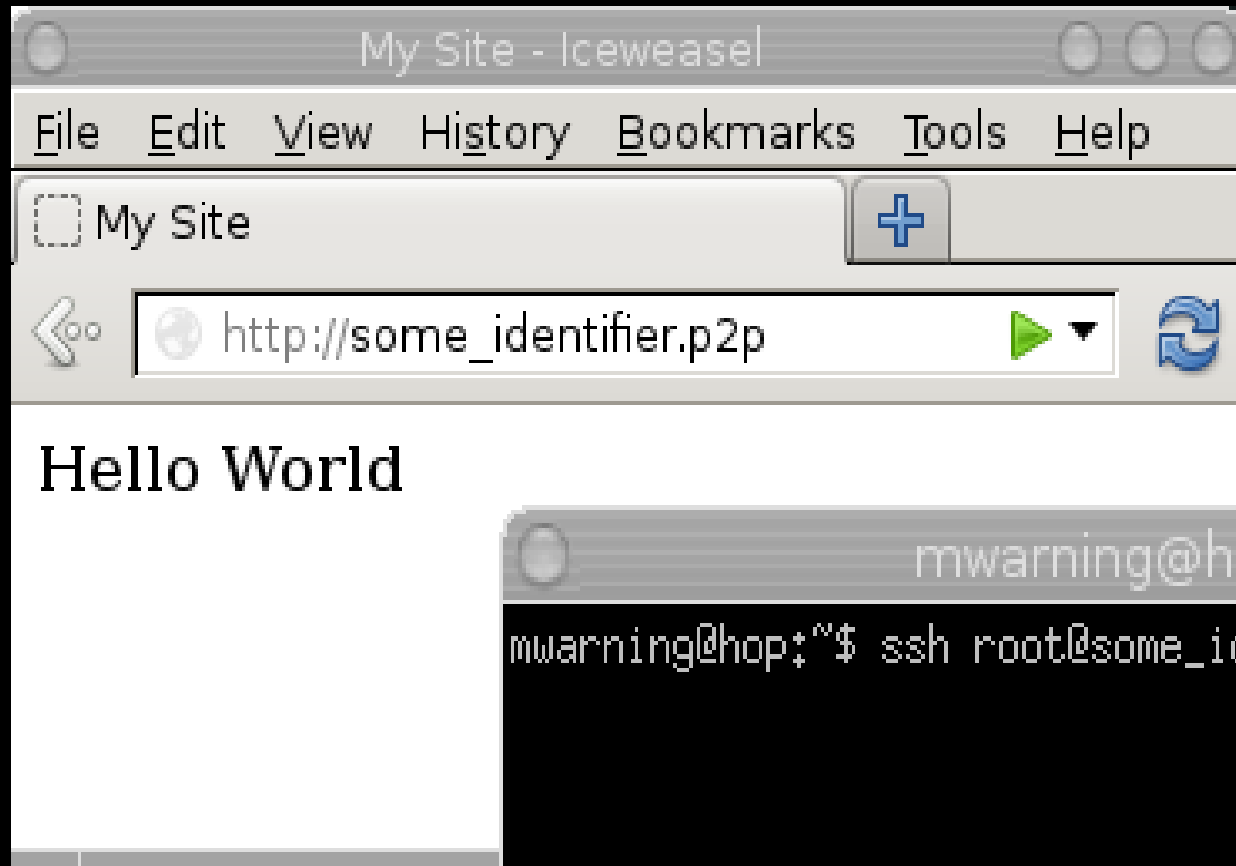 My Site - Iceweasel
File Edit View History Bookmarks Tools Help
My Site
http://some_identifier.p2p
Hello World
mwarning@h
mwarning@hop:~$ ssh root@some_id